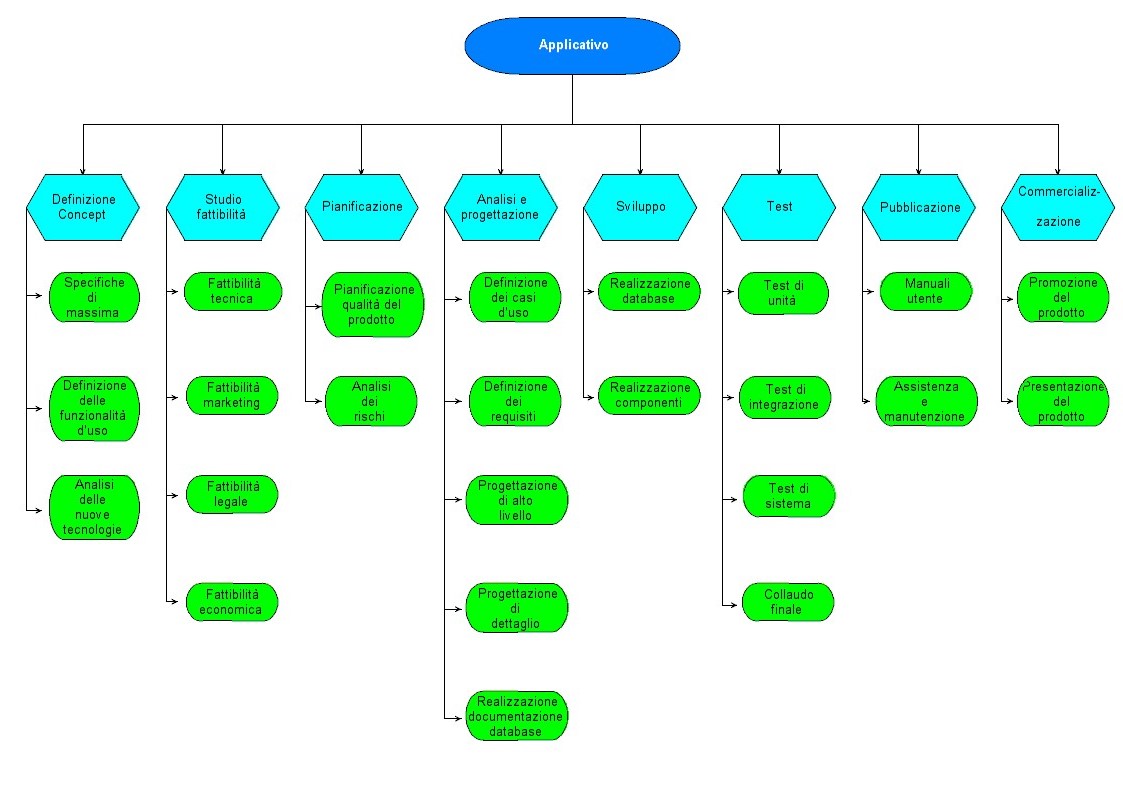 Applicativo
Definizione
Concept
Studio
fattibilità
Pianificazione
Analisi e
progettazione
Sviluppo
Test
Pubblicazione
Commercializ-
zazione
Specifiche
di
massima
Definizione
delle
funzionalità
d'uso
Analisi
delle
nuove
tecnologie
Fattibilità
tecnica
Fattibilità
marketing
Fattibilità
legale
Fattibilità
economica
Pianificazione
qualità del
prodotto
Analisi
dei
rischi
Definizione
dei casi
d'uso
Definizione
dei
requisiti
Progettazione
di alto
livello
Progettazione
di
dettaglio
Realizzazione
documentazione
database
Realizzazione
database
Realizzazione
componenti
Test di
unità
Test di
integrazione
Test di
sistema
Collaudo
finale
Manuali
utente
Assistenza
e
manutenzione
Promozione
del
prodotto
Presentazione
del
prodotto